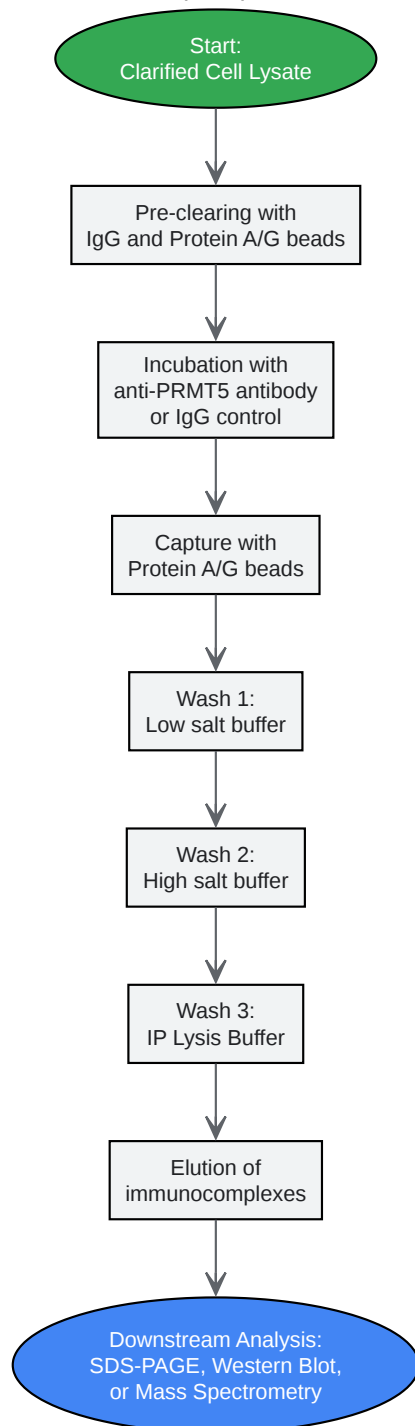 Start:
Clarified Cell Lysate
Pre-clearing with
IgG and Protein A/G beads
Incubation with
anti-PRMT5 antibody
or IgG control
Capture with
Protein A/G beads
Wash 1:
Low salt buffer
Wash 2:
High salt buffer
Wash 3:
IP Lysis Buffer
Elution of
immunocomplexes
Downstream Analysis:
SDS-PAGE, Western Blot,
or Mass Spectrometry